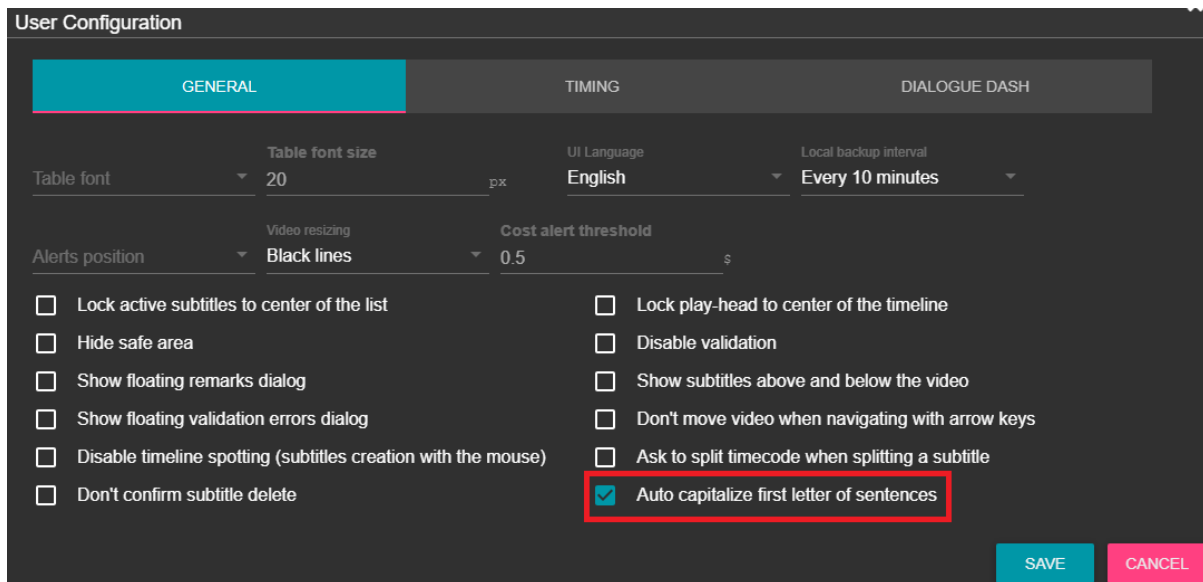 User Configuration
GENERAL TIMING DIALOGUE DASH
Table font size UI Language Local backup interval
Table font 20 px English Every 10 minutes
Video resizing Cost alert threshold
Alerts position Black lines 0.5 $
Lock active subtitles to center of the list Lock play-head to center of the timeline
Hide safe area Disable validation
Show floating remarks dialog Show subtitles above and below the video
Show floating validation errors dialog Don't move video when navigating with arrow keys
Disable timeline spotting (subtitles creation with the mouse) Ask to split timecode when splitting a subtitle
Don't confirm subtitle delete Auto capitalize first letter of sentences
SAVE CANCEL